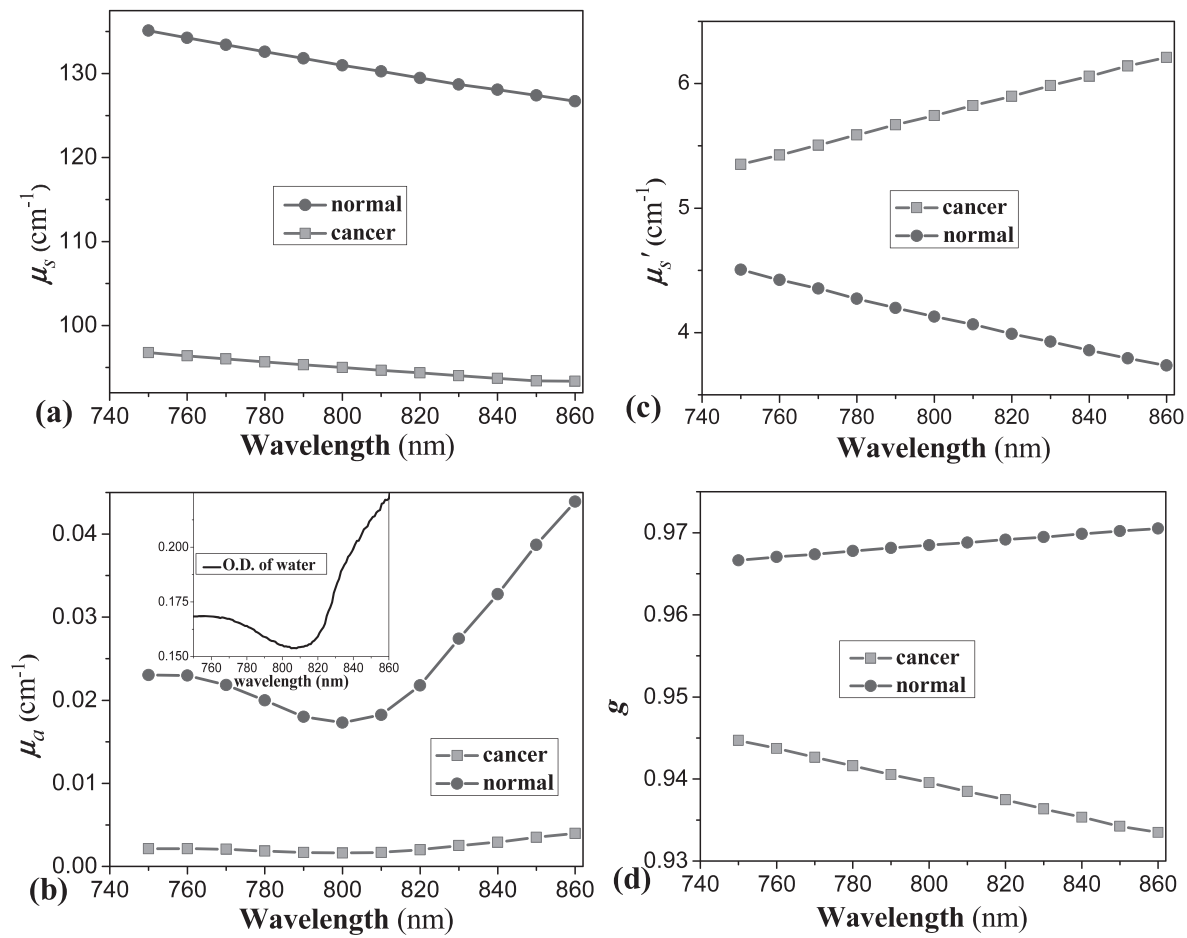 130
120
110
100
μs (cm-1)
normal
cancer
740 760 780 800 820 840 860
Wavelength (nm)
(a)
6
5
4
μs' (cm-1)
cancer
normal
740 760 780 800 820 840 860
Wavelength (nm)
(c)
0.04
0.03
0.02
0.01
0.00
μa (cm-1)
0.200
0.175
0.150
O.D. of water
760 780 800 820 840 860
wavelength (nm)
cancer
normal
740 760 780 800 820 840 860
Wavelength (nm)
(b)
0.97
0.96
0.95
0.94
0.93
g
cancer
normal
740 760 780 800 820 840 860
Wavelength (nm)
(d)